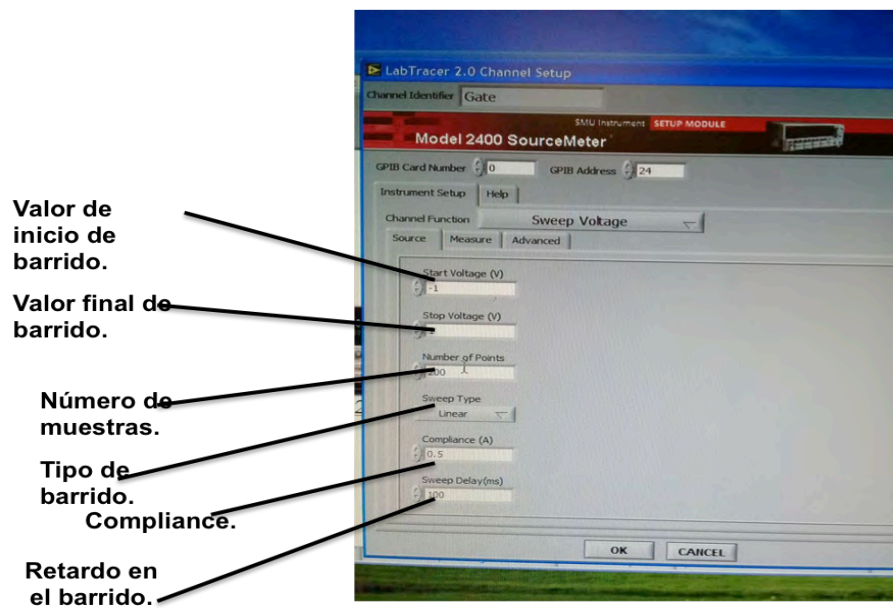 LabTracer 2.0 Channel Setup
Channel Identifier Gate
SMU Instrument SETUP MODULE
Model 2400 SourceMeter
GPIB Card Number 0 GPIB Address 24
Instrument Setup Help
Channel Function Sweep Voltage
Source Measure Advanced
Valor de
inicio de
barrido.
Start Voltage (V)
-1
Valor final de
barrido.
Stop Voltage (V)
Number of Points
200
Número de
muestras.
Sweep Type
Linear
Tipo de
barrido.
Compliance (A)
0.5
Compliance.
Sweep Delay(ms)
100
Retardo en
el barrido.
OK CANCEL